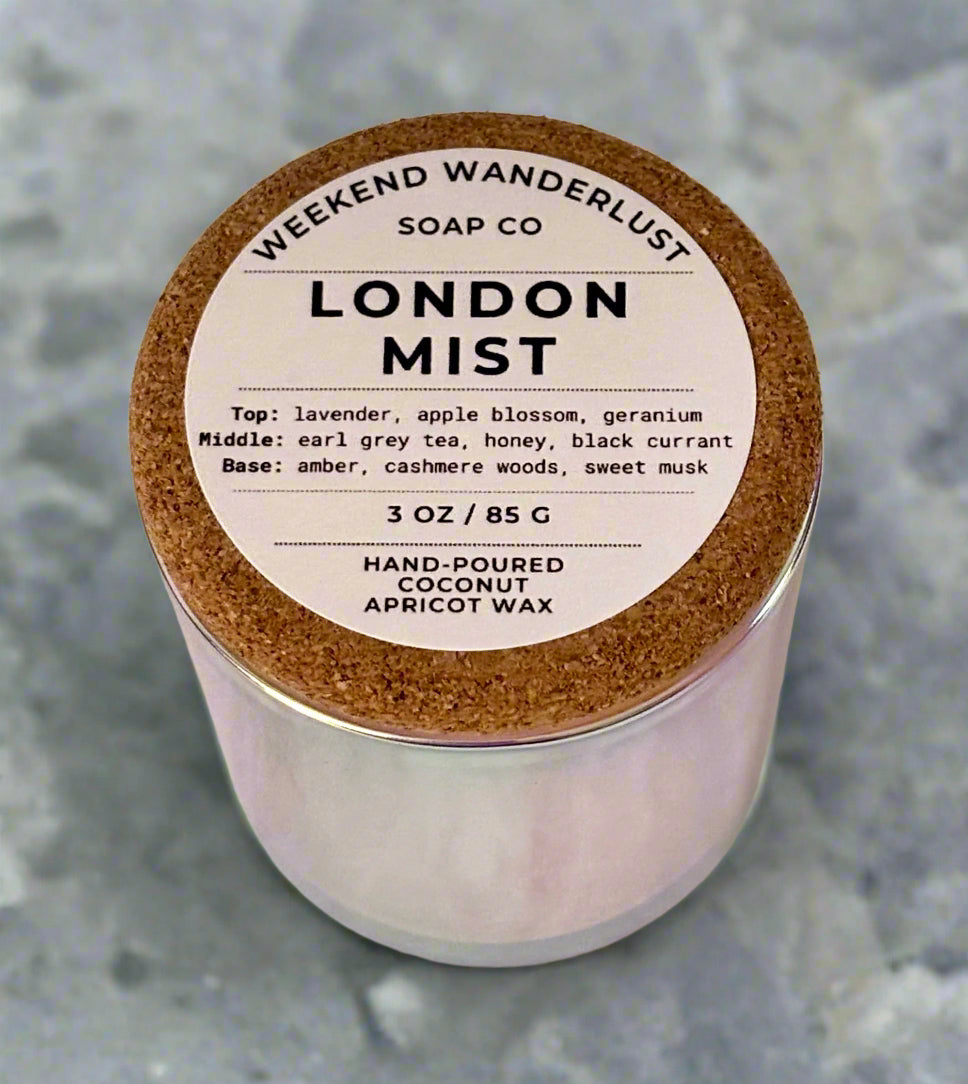 WEEKEND WANDERLUST
SOAP CO
LONDON
MIST
Top: lavender, apple blossom, geranium
Middle: earl grey tea, honey, black currant
Base: amber, cashmere woods, sweet musk
3 OZ / 85 G
HAND-POURED
COCONUT
APRICOT WAX